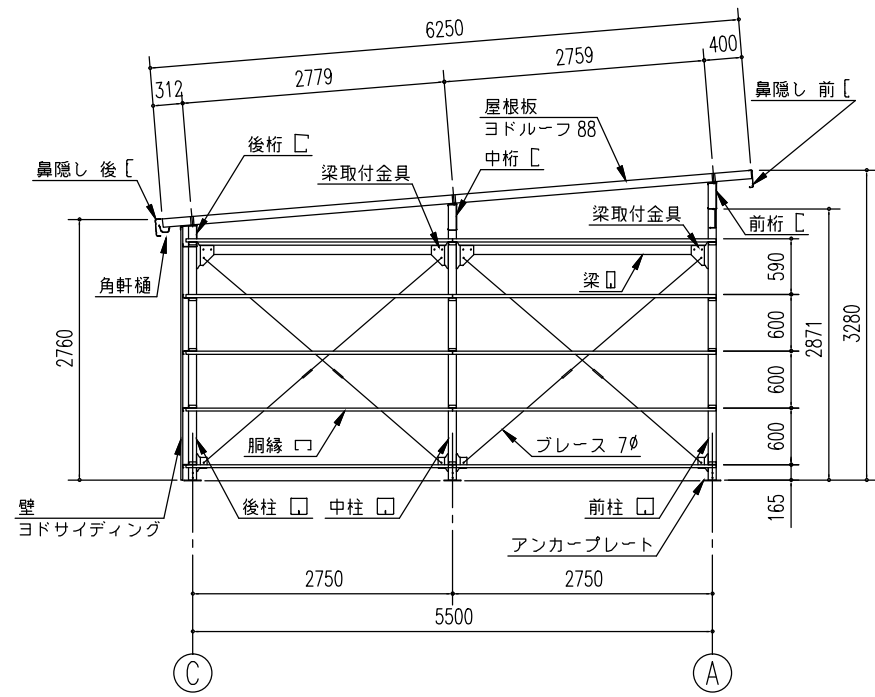 6250
312
2779
2759
400
鼻隠し 前
屋根板
ヨドルーフ 88
後桁
中桁
鼻隠し 後
梁取付金具
梁取付金具
前桁
角軒樋
梁
590
600
600
600
165
2871
3280
2760
胴縁
ブレース 7φ
壁
ヨドサイディング
後柱
中柱
前柱
アンカープレート
2750
2750
5500
C
A